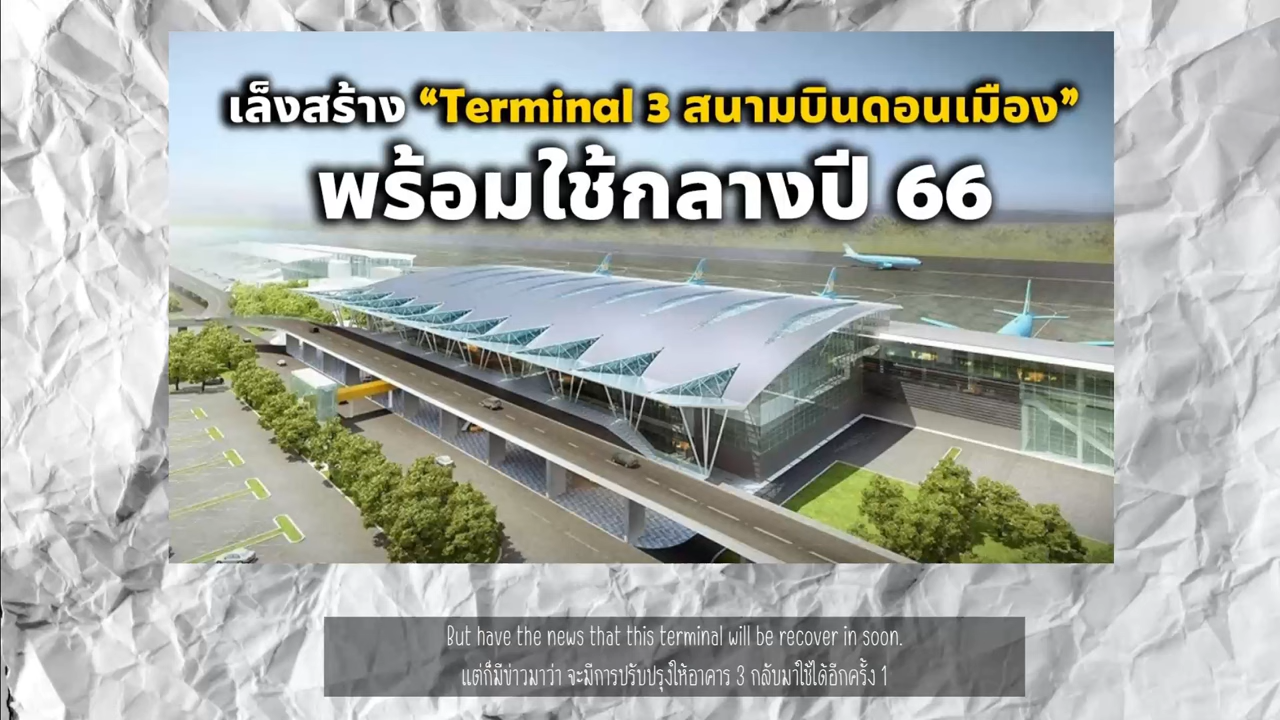 เล็งสร้าง “Terminal 3 สนามบินดอนเมือง”
พร้อมใช้กลางปี 66
But have the news that this terminal will be recover in soon.
แต่ก็มีข่าวมาว่า จะมีการปรับปรุงให้อาคาร 3 กลับมาใช้ได้อีกครั้ง 1